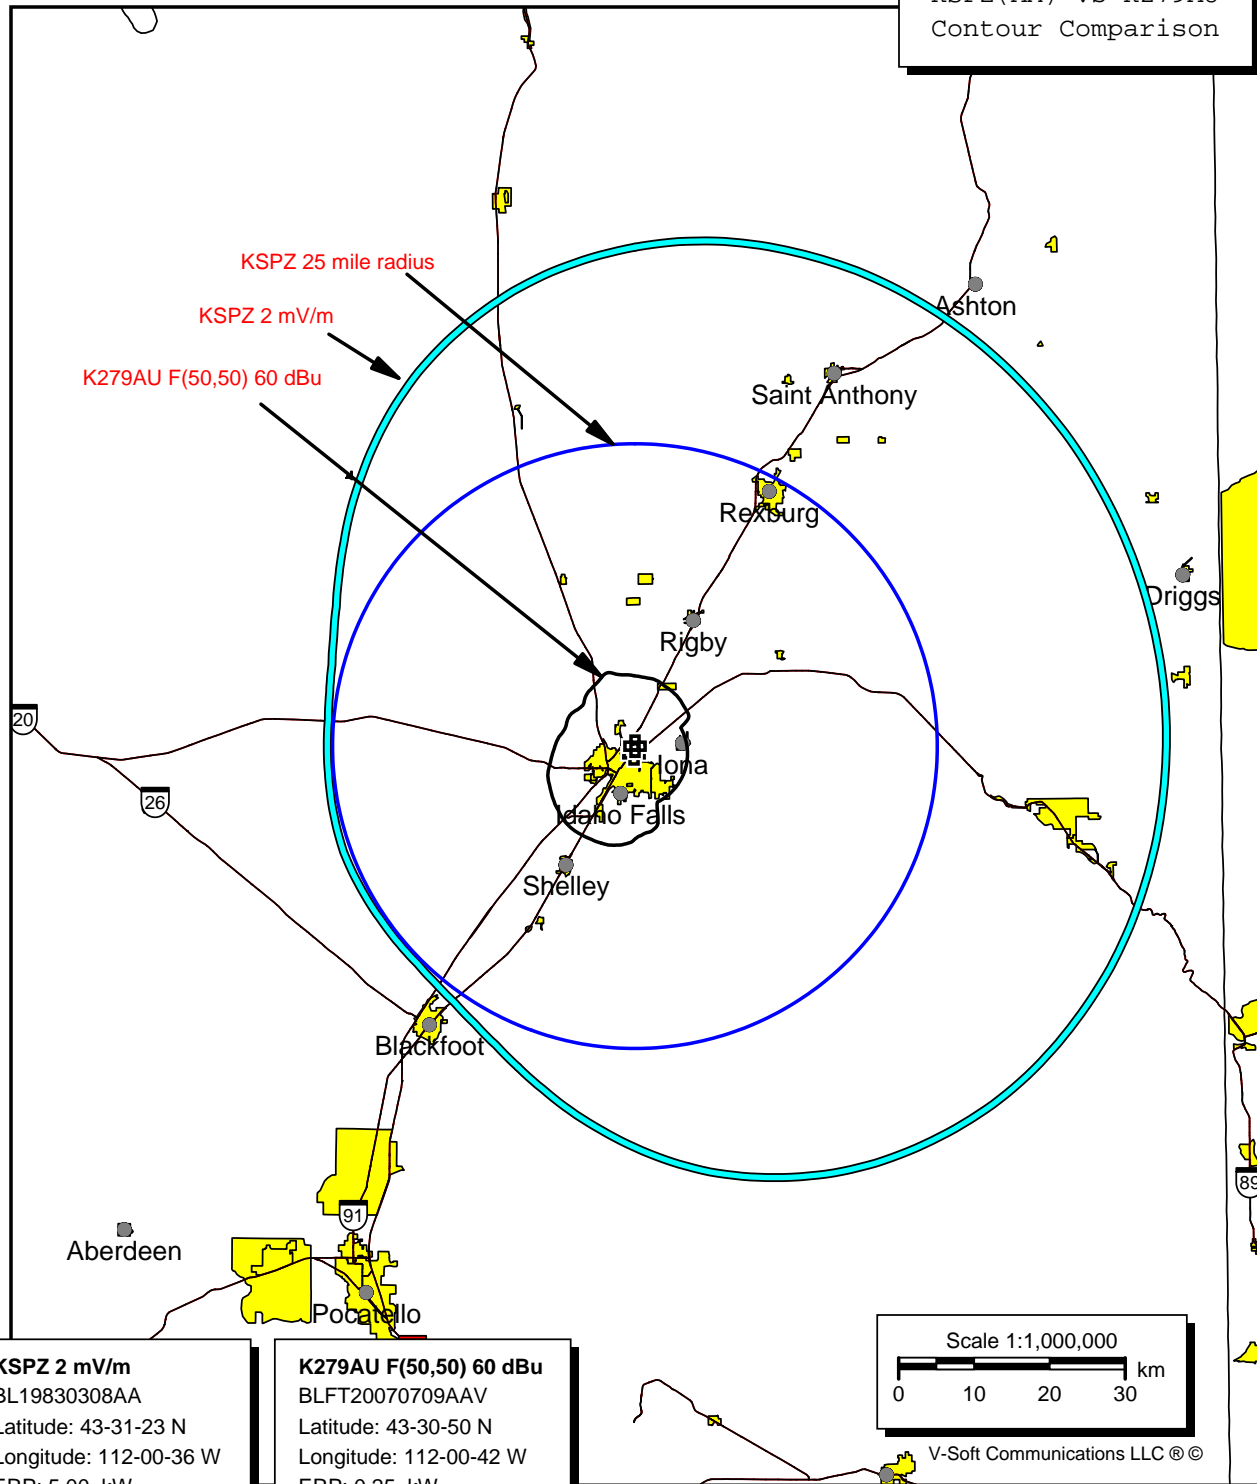 Contour Comparison
KSPZ 25 mile radius
KSPZ 2 mV/m
K279AU F(50,50) 60 dBu
Ashton
Saint Anthony
Rexburg
Driggs
Rigby
20
Iona
26
Idaho Falls
Shelley
Blackfoot
89
91
Aberdeen
Pocatello
Scale 1:1,000,000
km
0 10 20 30
V-Soft Communications LLC ® ©
KSPZ 2 mV/m
BL19830308AA
Latitude: 43-31-23 N
Longitude: 112-00-36 W
K279AU F(50,50) 60 dBu
BLFT20070709AAV
Latitude: 43-30-50 N
Longitude: 112-00-42 W